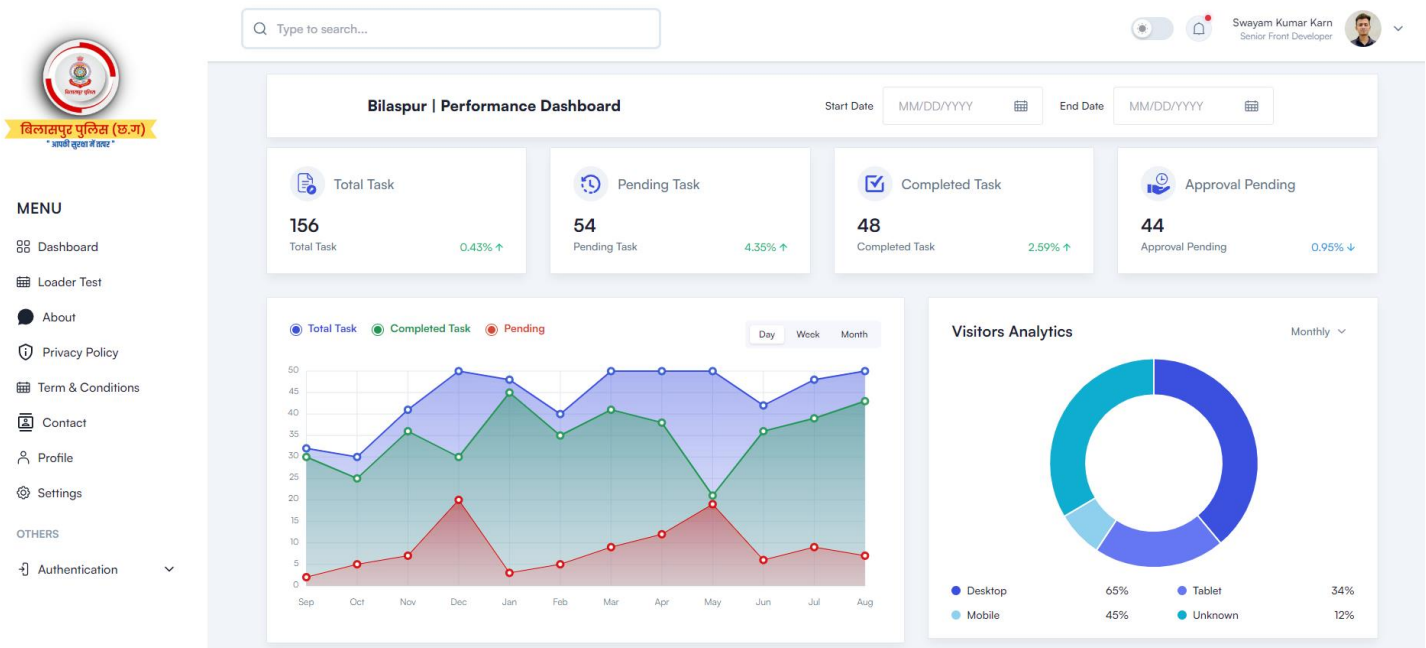 Type to search...
Swayam Kumar Karn
Senior Front Developer
बिलासपुर पुलिस
बिलासपुर पुलिस (छ.ग)
" आपकी सुरक्षा में तत्पर "
MENU
Dashboard
Loader Test
About
Privacy Policy
Term & Conditions
Contact
Profile
Settings
OTHERS
Authentication
Bilaspur | Performance Dashboard
Start Date MM/DD/YYYY End Date MM/DD/YYYY
Total Task
156
Total Task 0.43%
Pending Task
54
Pending Task 4.35%
Completed Task
48
Completed Task 2.59%
Approval Pending
44
Approval Pending 0.95%
Total Task Completed Task Pending
Day Week Month
50
45
40
35
30
25
20
15
10
5
0
Sep Oct Nov Dec Jan Feb Mar Apr May Jun Jul Aug
Visitors Analytics
Monthly
Desktop 65% Tablet 34%
Mobile 45% Unknown 12%